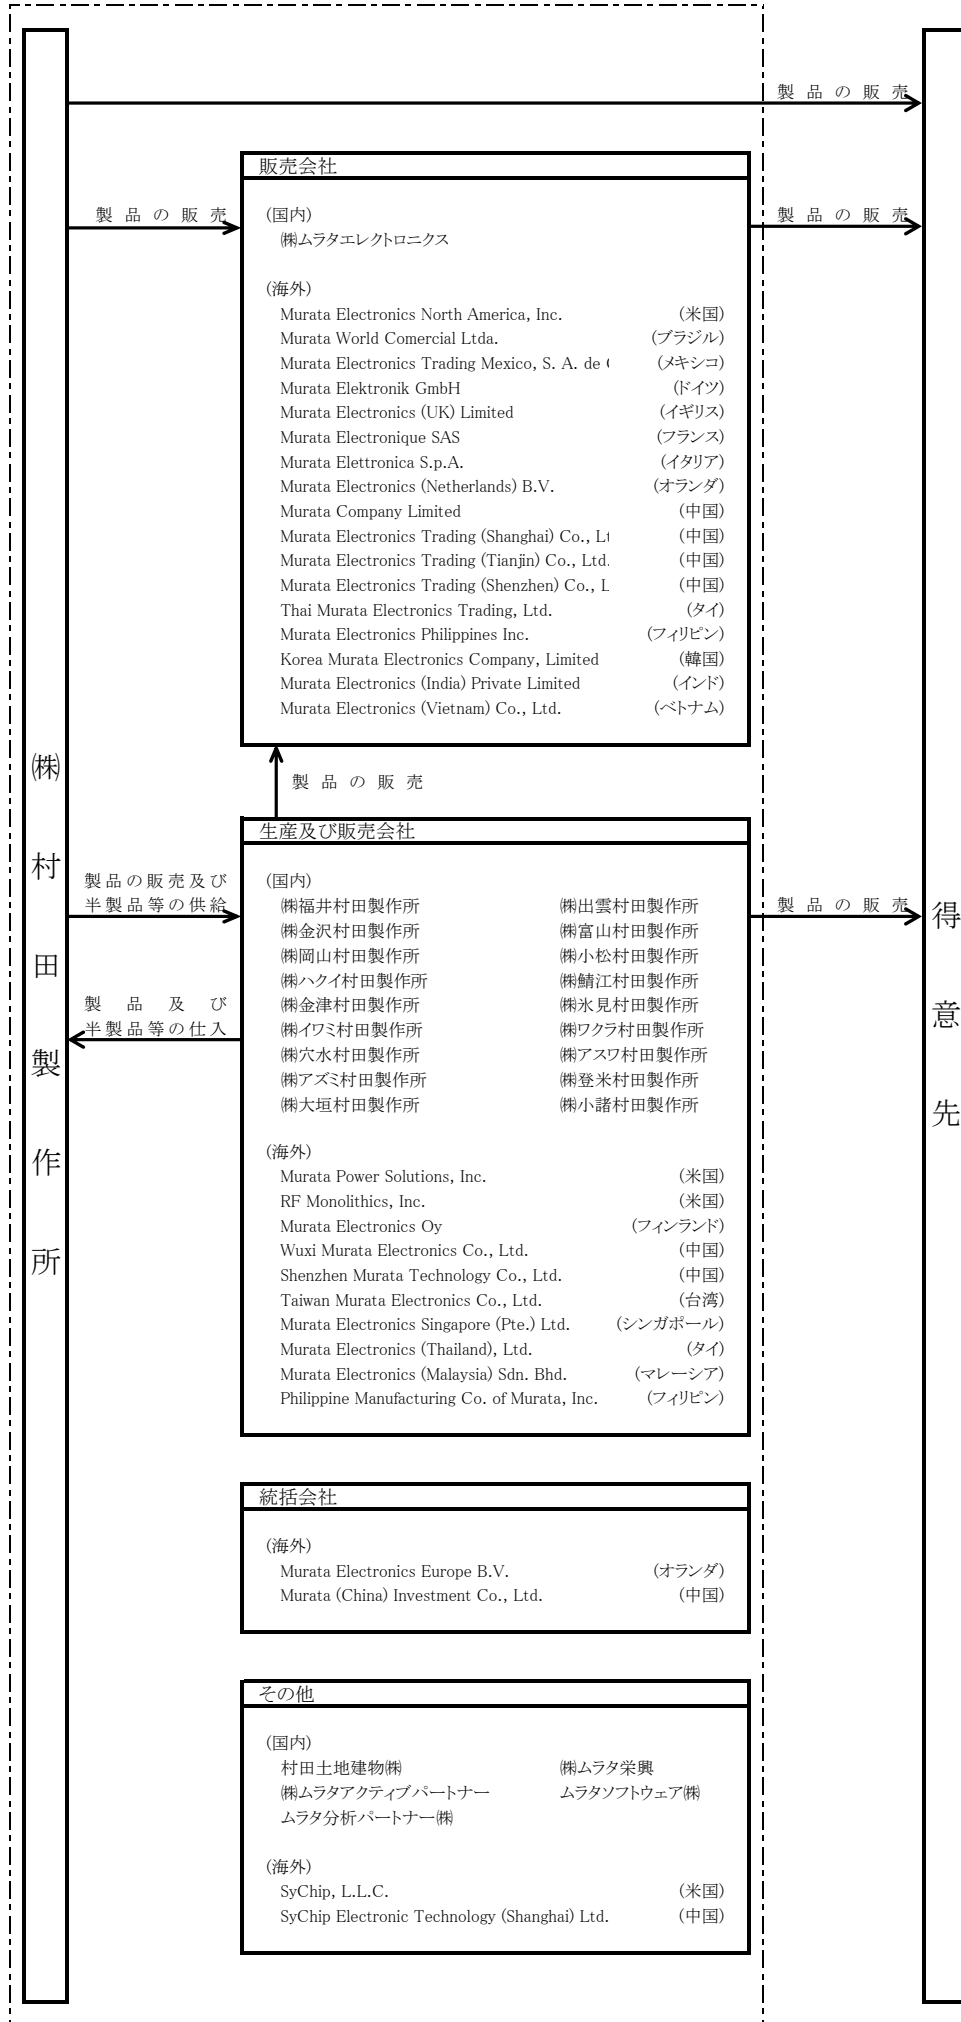 製品の販売
販売会社
製品の販売
(国内)
製品の販売
㈱ムラタエレクトロニクス
(海外)
Murata Electronics North America, Inc. (米国)
Murata World Comercial Ltda. (ブラジル)
Murata Electronics Trading Mexico, S. A. de (メキシコ)
Murata Elektronik GmbH (ドイツ)
Murata Electronics (UK) Limited (イギリス)
Murata Electronique SAS (フランス)
Murata Elettronica S.p.A. (イタリア)
Murata Electronics (Netherlands) B.V. (オランダ)
Murata Company Limited (中国)
Murata Electronics Trading (Shanghai) Co., Lt (中国)
Murata Electronics Trading (Tianjin) Co., Ltd. (中国)
Murata Electronics Trading (Shenzhen) Co., L (中国)
Thai Murata Electronics Trading, Ltd. (タイ)
Murata Electronics Philippines Inc. (フィリピン)
Korea Murata Electronics Company, Limited (韓国)
Murata Electronics (India) Private Limited (インド)
Murata Electronics (Vietnam) Co., Ltd. (ベトナム)
㈱村田製作所
製品の販売
生産及び販売会社
製品の販売及び
半製品等の供給
製品及び
半製品等の仕入
(国内)
㈱福井村田製作所 ㈱出雲村田製作所
㈱金沢村田製作所 ㈱富山村田製作所
㈱岡山村田製作所 ㈱小松村田製作所
㈱ハクイ村田製作所 ㈱鯖江村田製作所
㈱金津村田製作所 ㈱氷見村田製作所
㈱イワミ村田製作所 ㈱ワクラ村田製作所
㈱穴水村田製作所 ㈱アスワ村田製作所
㈱アズミ村田製作所 ㈱登米村田製作所
㈱大垣村田製作所 ㈱小諸村田製作所
製品の販売
得意先
(海外)
Murata Power Solutions, Inc. (米国)
RF Monolithics, Inc. (米国)
Murata Electronics Oy (フィンランド)
Wuxi Murata Electronics Co., Ltd. (中国)
Shenzhen Murata Technology Co., Ltd. (中国)
Taiwan Murata Electronics Co., Ltd. (台湾)
Murata Electronics Singapore (Pte.) Ltd. (シンガポール)
Murata Electronics (Thailand), Ltd. (タイ)
Murata Electronics (Malaysia) Sdn. Bhd. (マレーシア)
Philippine Manufacturing Co. of Murata, Inc. (フィリピン)
統括会社
(海外)
Murata Electronics Europe B.V. (オランダ)
Murata (China) Investment Co., Ltd. (中国)
その他
(国内)
村田土地建物㈱ ㈱ムラタ栄興
㈱ムラタアクティブパートナー ムラタソフトウェア㈱
ムラタ分析パートナー㈱
(海外)
SyChip, L.L.C. (米国)
SyChip Electronic Technology (Shanghai) Ltd. (中国)